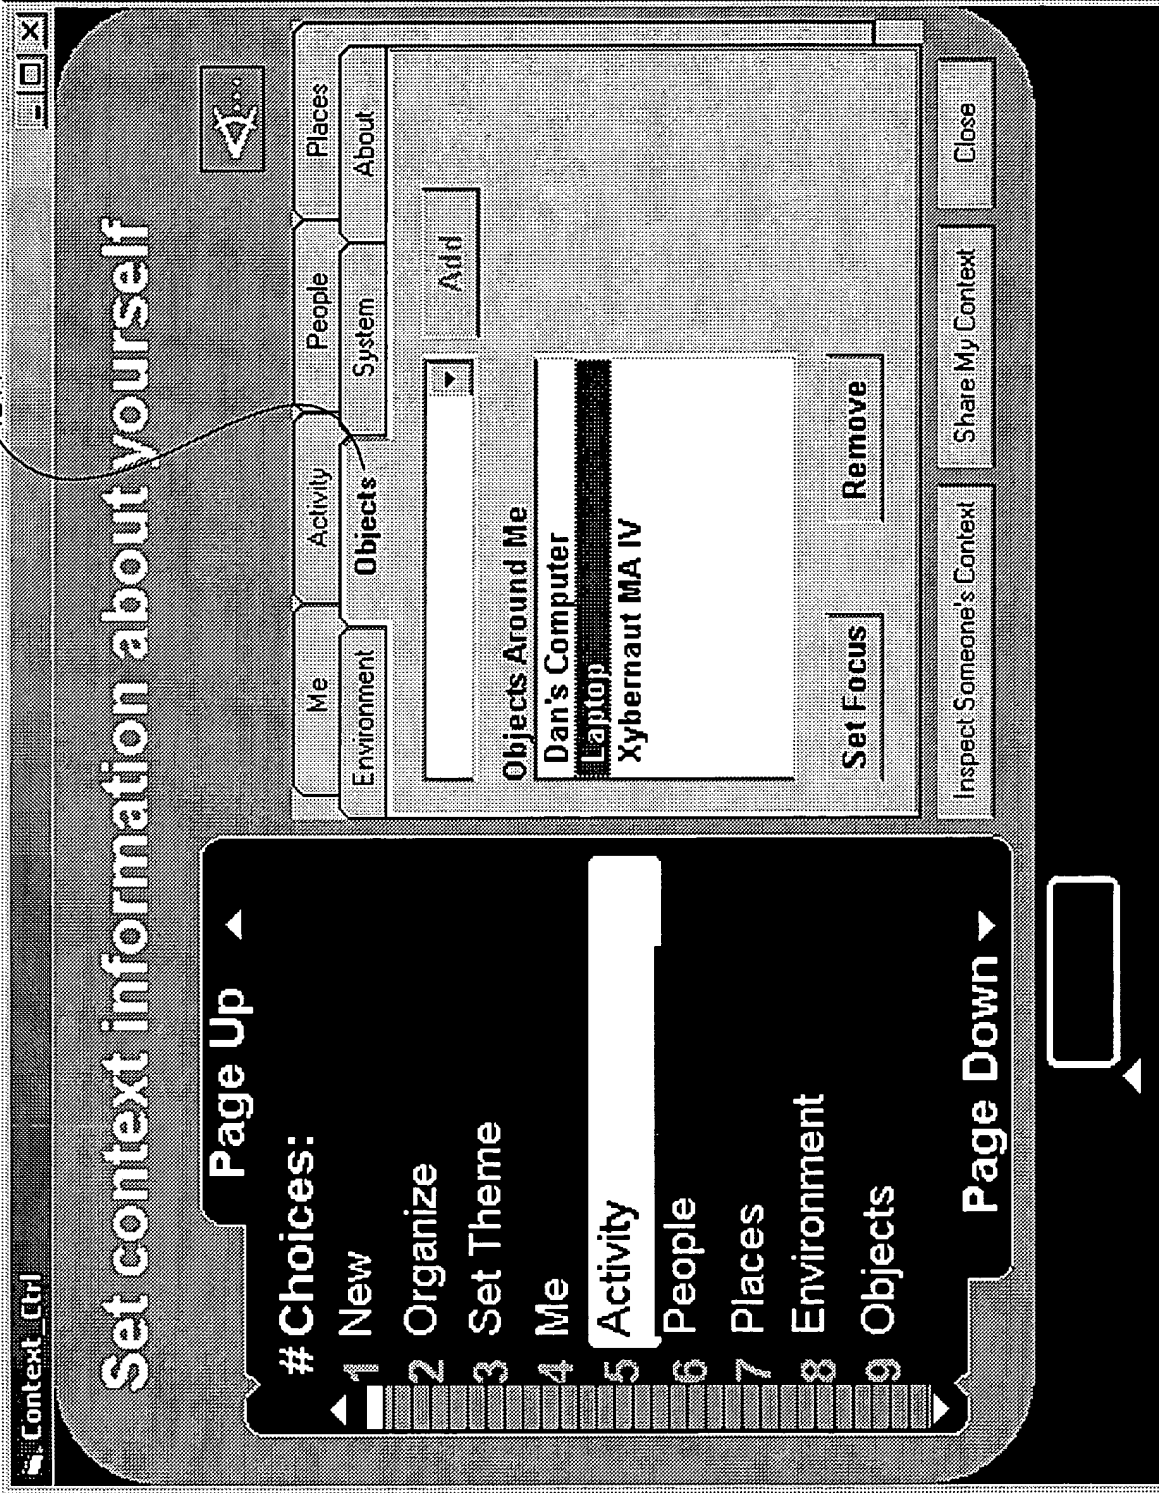 Context_Ctrl
Set context information about yourself
Page Up
# Choices:
1 New
2 Organize
3 Set Theme
4 Me
5 Activity
6 People
7 Places
8 Environment
9 Objects
Page Down
Me Activity People Places
Environment Objects System About
Add
Objects Around Me
Dan's Computer
Laptop
Xybernaut MA IV
Set Focus Remove
Inspect Someone's Context Share My Context Close